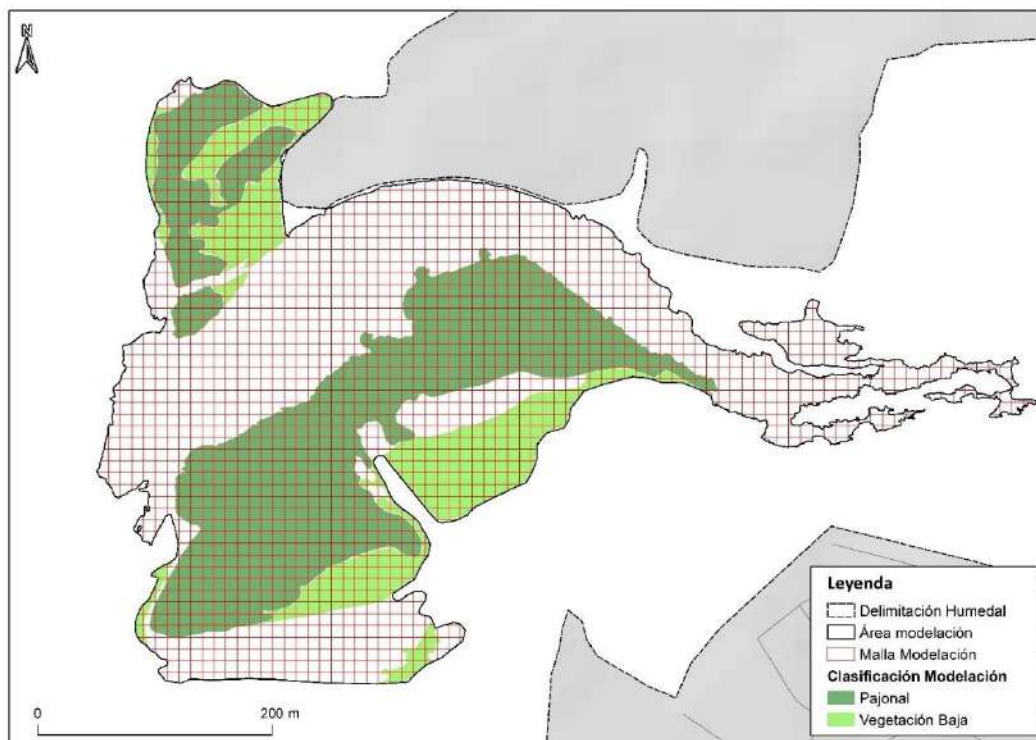 N
Leyenda
Delimitación Humedal
Área modelación
Malla Modelación
Clasificación Modelación
Pajonal
Vegetación Baja
0 200 m